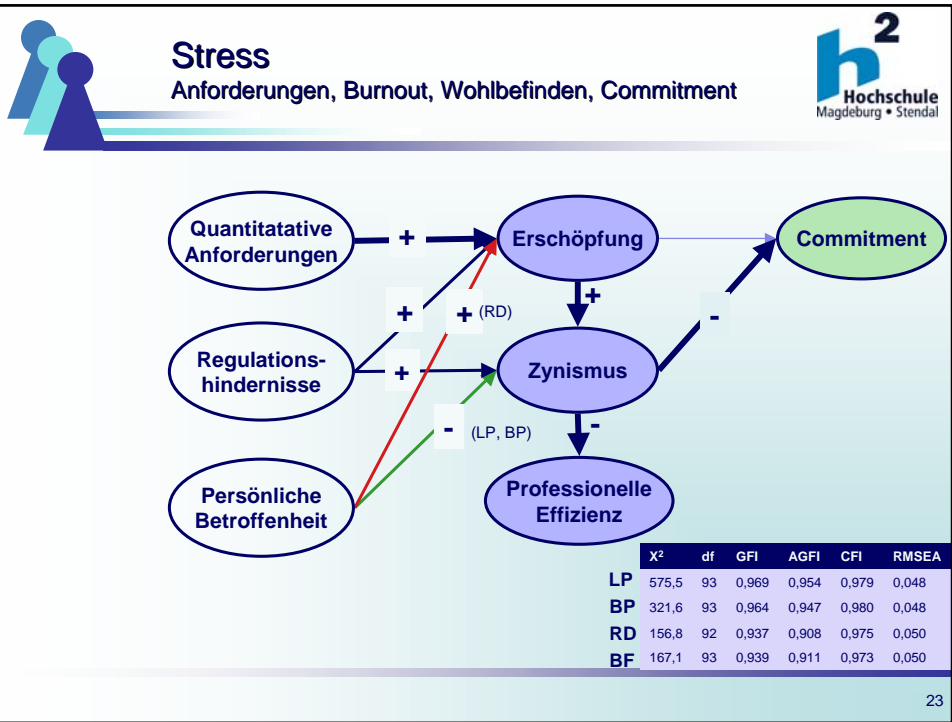 Stress
Anforderungen, Burnout, Wohlbefinden, Commitment
h2
Hochschule
Magdeburg • Stendal
Quantitatative
Anforderungen
+
Erschöpfung
Commitment
+
+
+ (RD)
-
Regulations-
hindernisse
+
Zynismus
- (LP, BP)
-
Persönliche
Betroffenheit
Professionelle
Effizienz
X² df GFI AGFI CFI RMSEA
LP 575,5 93 0,969 0,954 0,979 0,048
BP 321,6 93 0,964 0,947 0,980 0,048
RD 156,8 92 0,937 0,908 0,975 0,050
BF 167,1 93 0,939 0,911 0,973 0,050
23